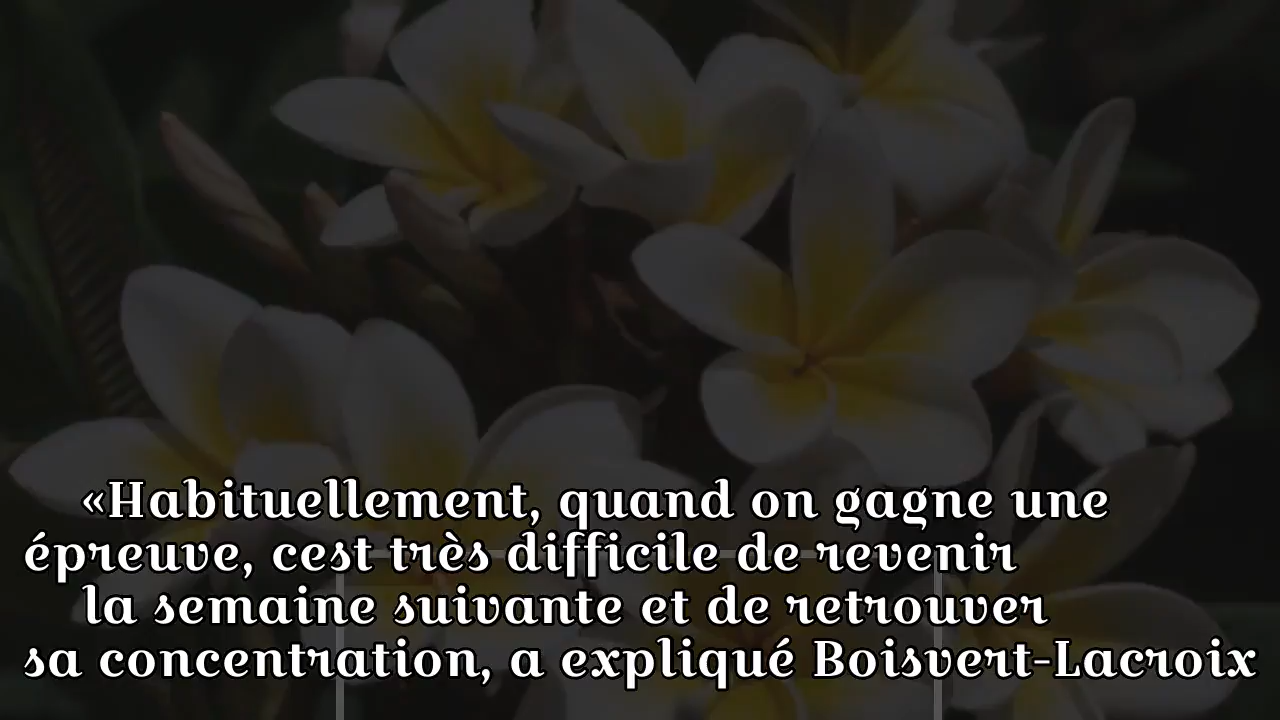 «Habituellement, quand on gagne une
épreuve, cest très difficile de revenir
la semaine suivante et de retrouver
sa concentration, a expliqué Boisvert-Lacroix